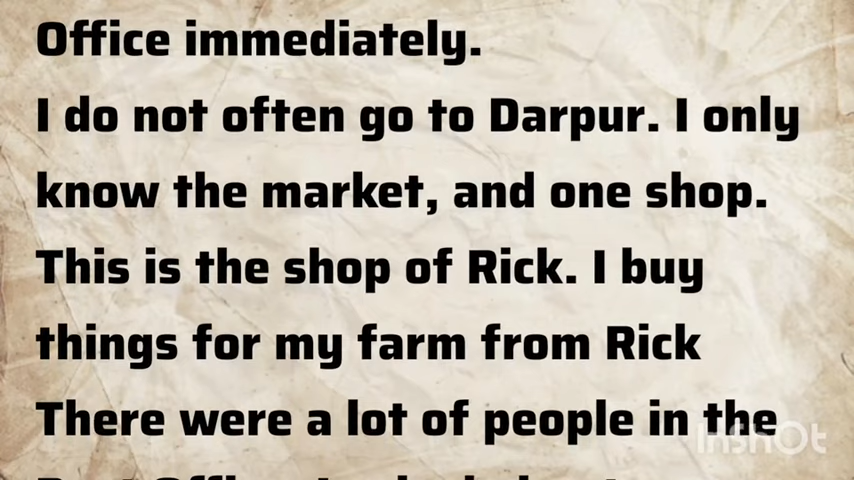 Office immediately.
I do not often go to Darpur. I only
know the market, and one shop.
This is the shop of Rick. I buy
things for my farm from Rick
There were a lot of people in the
InShOt